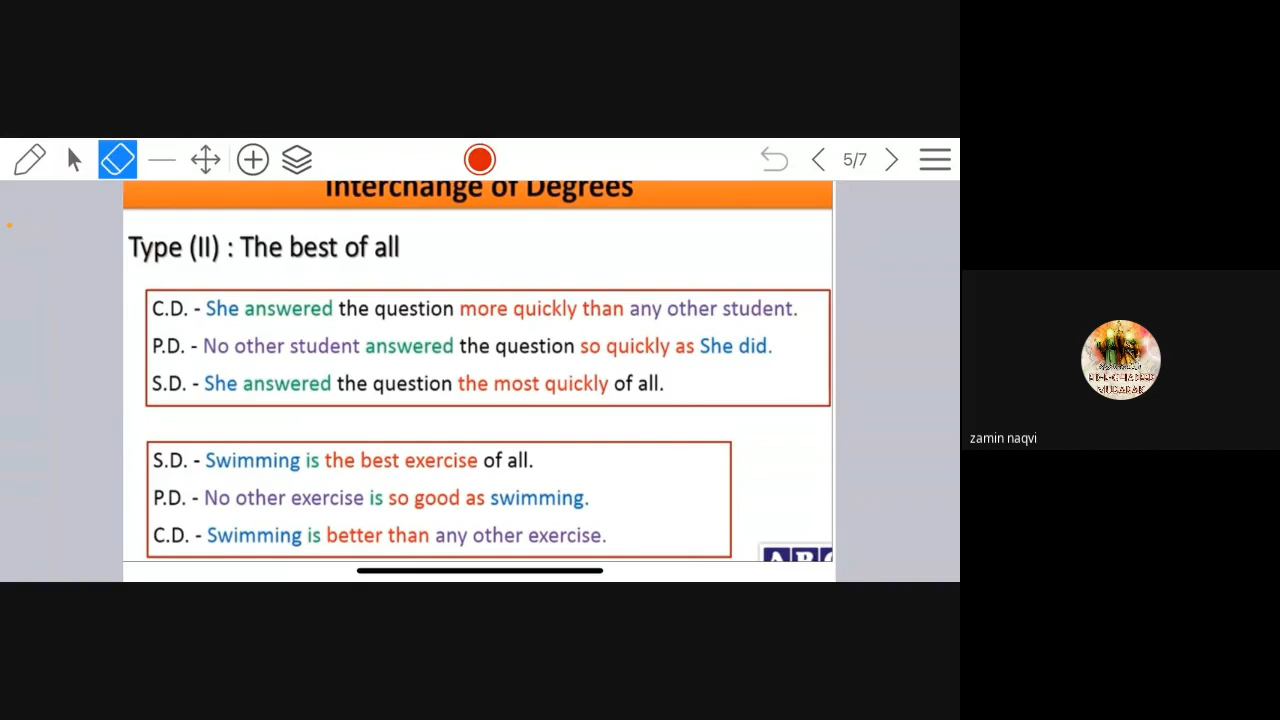 5/7
Interchange of Degrees
Type (II) : The best of all
C.D. - She answered the question more quickly than any other student.
P.D. - No other student answered the question so quickly as She did.
S.D. - She answered the question the most quickly of all.
S.D. - Swimming is the best exercise of all.
P.D. - No other exercise is so good as swimming.
C.D. - Swimming is better than any other exercise.
MUBARAK
zamin naqvi